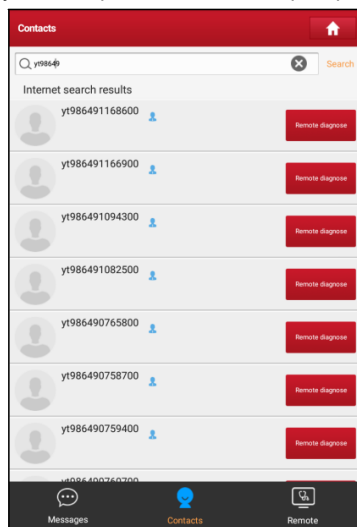 Contacts
yt98649
Search
Internet search results
yt986491168600
Remote diagnose
yt986491166900
Remote diagnose
yt986491094300
Remote diagnose
yt986491082500
Remote diagnose
yt986490765800
Remote diagnose
yt986490758700
Remote diagnose
yt986490759400
Remote diagnose
Messages
Contacts
Remote